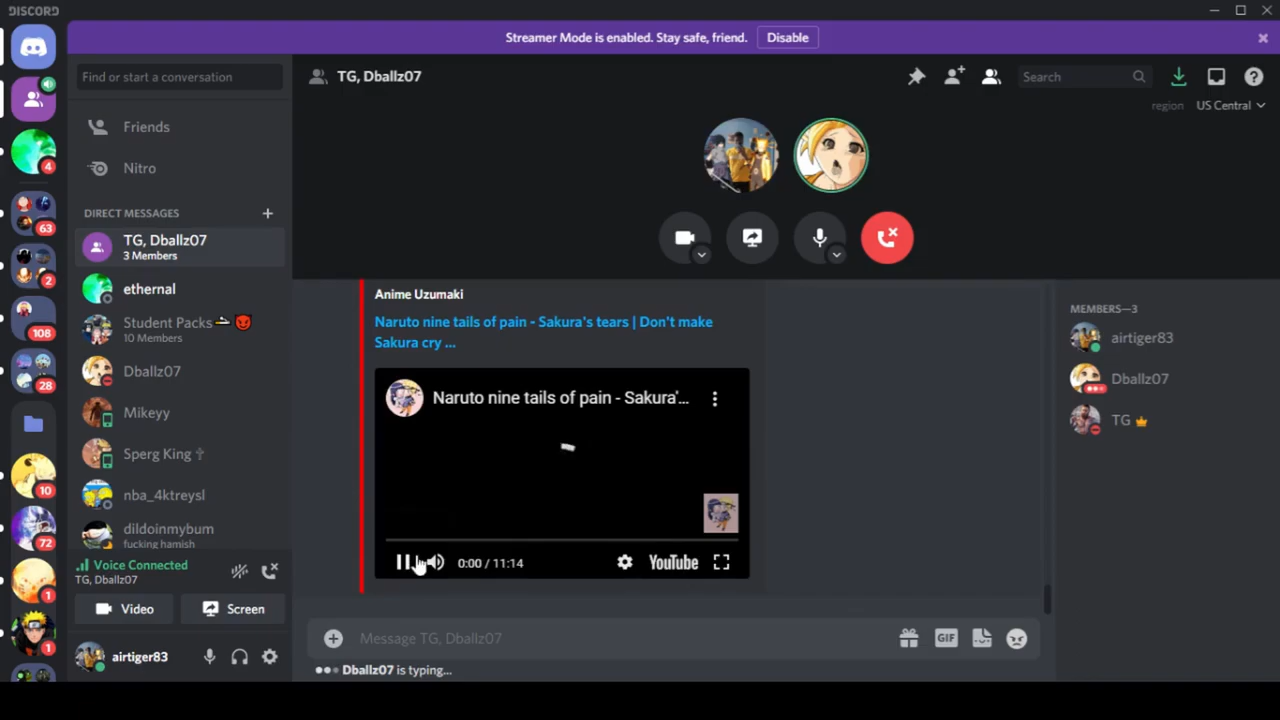 DISCORD
Streamer Mode is enabled. Stay safe, friend. Disable
Find or start a conversation
TG, Dballz07
Search
region US Central
4
Friends
Nitro
DIRECT MESSAGES +
63
TG, Dballz07
3 Members
2
ethernal
108
Student Packs
10 Members
28
Dballz07
Mikeyy
Sperg King
10
nba_4ktreysl
72
dildoinmybum
fucking hamish
Voice Connected
TG, Dballz07
1
Video Screen
1
airtiger83
Anime Uzumaki
Naruto nine tails of pain - Sakura's tears | Don't make
Sakura cry ...
Naruto nine tails of pain - Sakura'...
0:00 / 11:14 YouTube
Message TG, Dballz07 GIF
Dballz07 is typing...
MEMBERS—3
airtiger83
Dballz07
TG